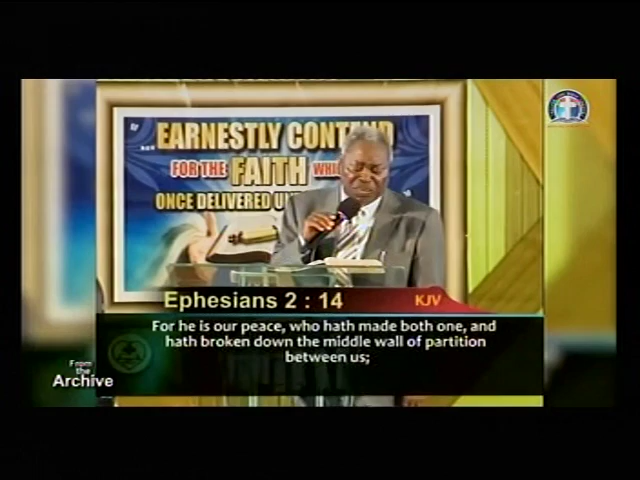 ..."EARNESTLY CONTEND
FOR THE FAITH
ONCE DELIVERED
Ephesians 2 : 14 KJV
For he is our peace, who hath made both one, and
hath broken down the middle wall of partition
between us;
From
the
Archive